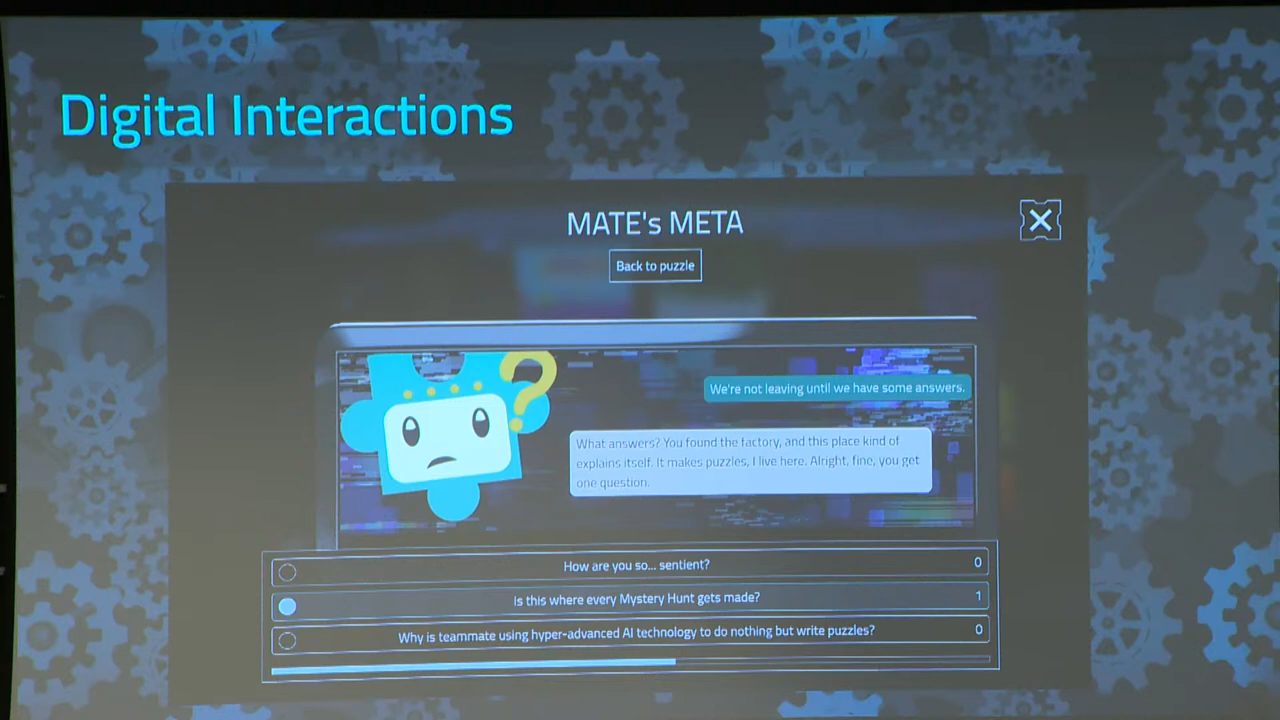 Digital Interactions
MATE's META
Back to puzzle
We're not leaving until we have some answers.
What answers? You found the factory, and this place kind of
explains itself. It makes puzzles, I live here. Alright, fine, you get
one question.
How are you so... sentient? 0
Is this where every Mystery Hunt gets made? 1
Why is teammate using hyper-advanced AI technology to do nothing but write puzzles? 0